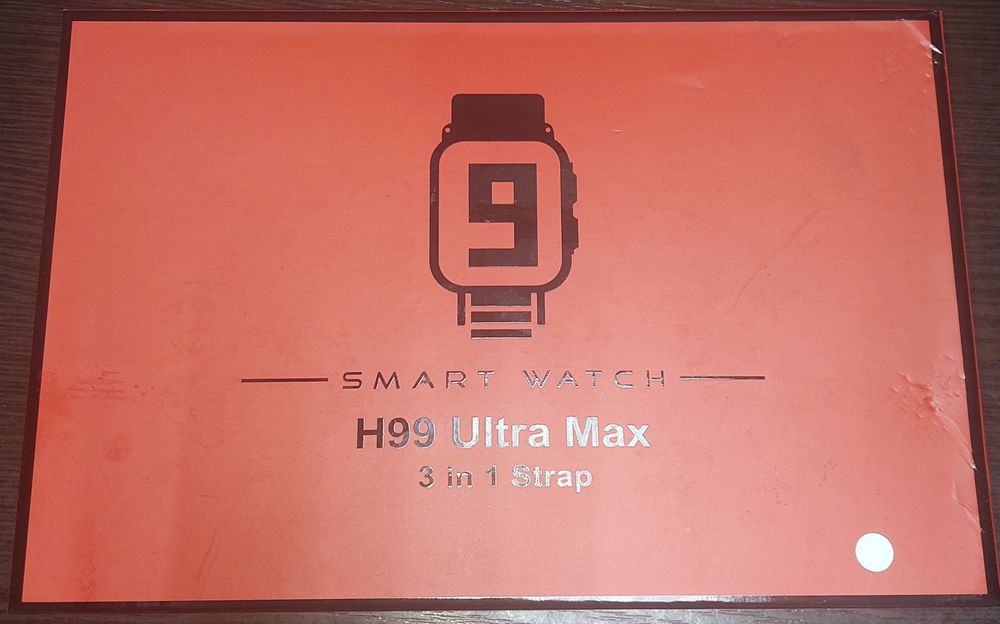 9
SMART WATCH
H99 Ultra Max
3 in 1 Strap